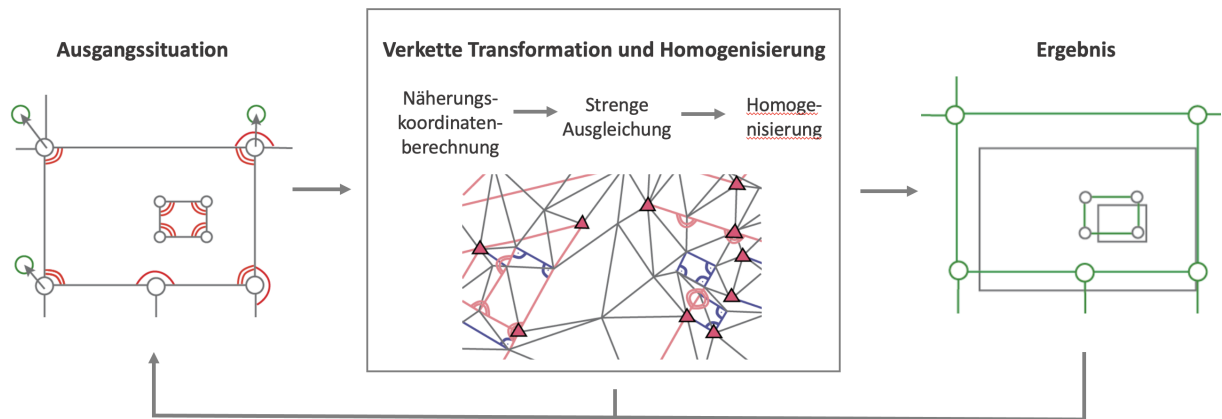 Ausgangssituation
Verkette Transformation und Homogenisierung
Ergebnis
Näherungs-
koordinaten-
berechnung
Strenge
Ausgleichung
Homoge-
nisierung